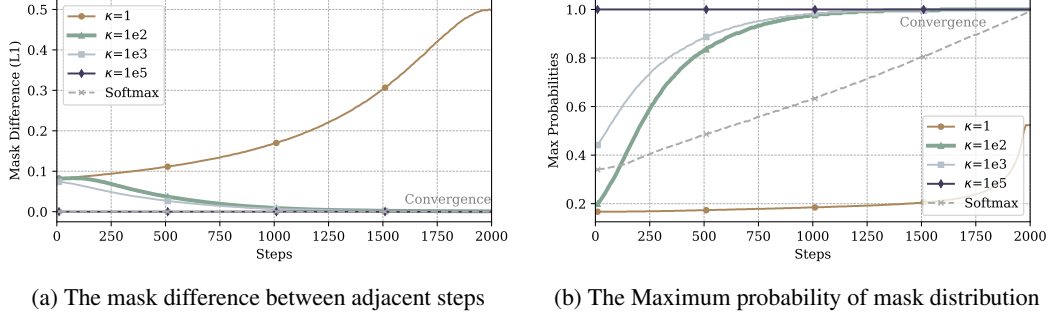 0.5
0.4
0.3
0.2
0.1
0.0
Mask Difference (L1)
κ=1
κ=1e2
κ=1e3
κ=1e5
Softmax
Convergence
0 250 500 750 1000 1250 1500 1750 2000
Steps
(a) The mask difference between adjacent steps
1.0
0.8
0.6
0.4
0.2
Max Probabilities
Convergence
κ=1
κ=1e2
κ=1e3
κ=1e5
Softmax
0 250 500 750 1000 1250 1500 1750 2000
Steps
(b) The Maximum probability of mask distribution